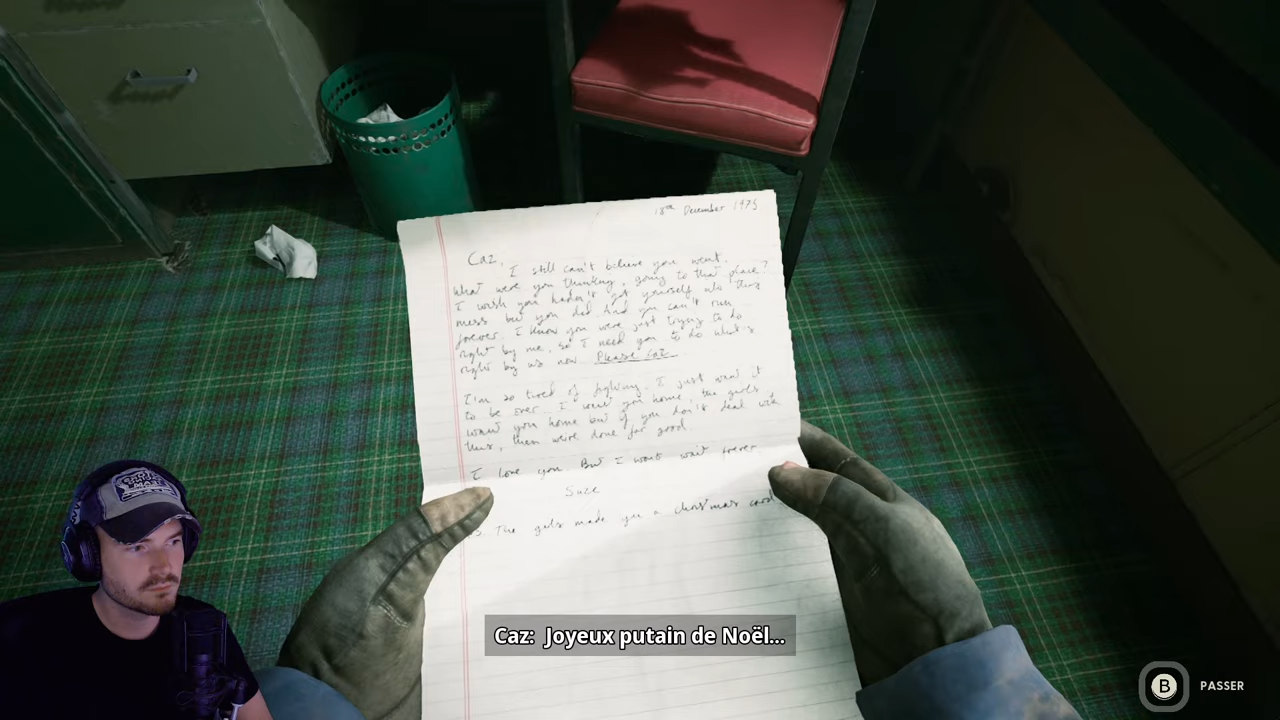 18th December 1975
Caz,
I still can't believe you went.
What were you thinking, going to that place?
I wish you hadn't got yourself into this
mess but you did. And you can't run
forever. I know you were just trying to do
right by me, so I need you to do what's
right by us now. Please Caz.
I'm so tired of fighting. I just want it
to be over. I want you home, the girls
want you home but if you don't deal with
this, then we're done for good.
I love you. But I wont wait forever
Suze
The girls made you a christmas card
Caz: Joyeux putain de Noël...
B PASSER